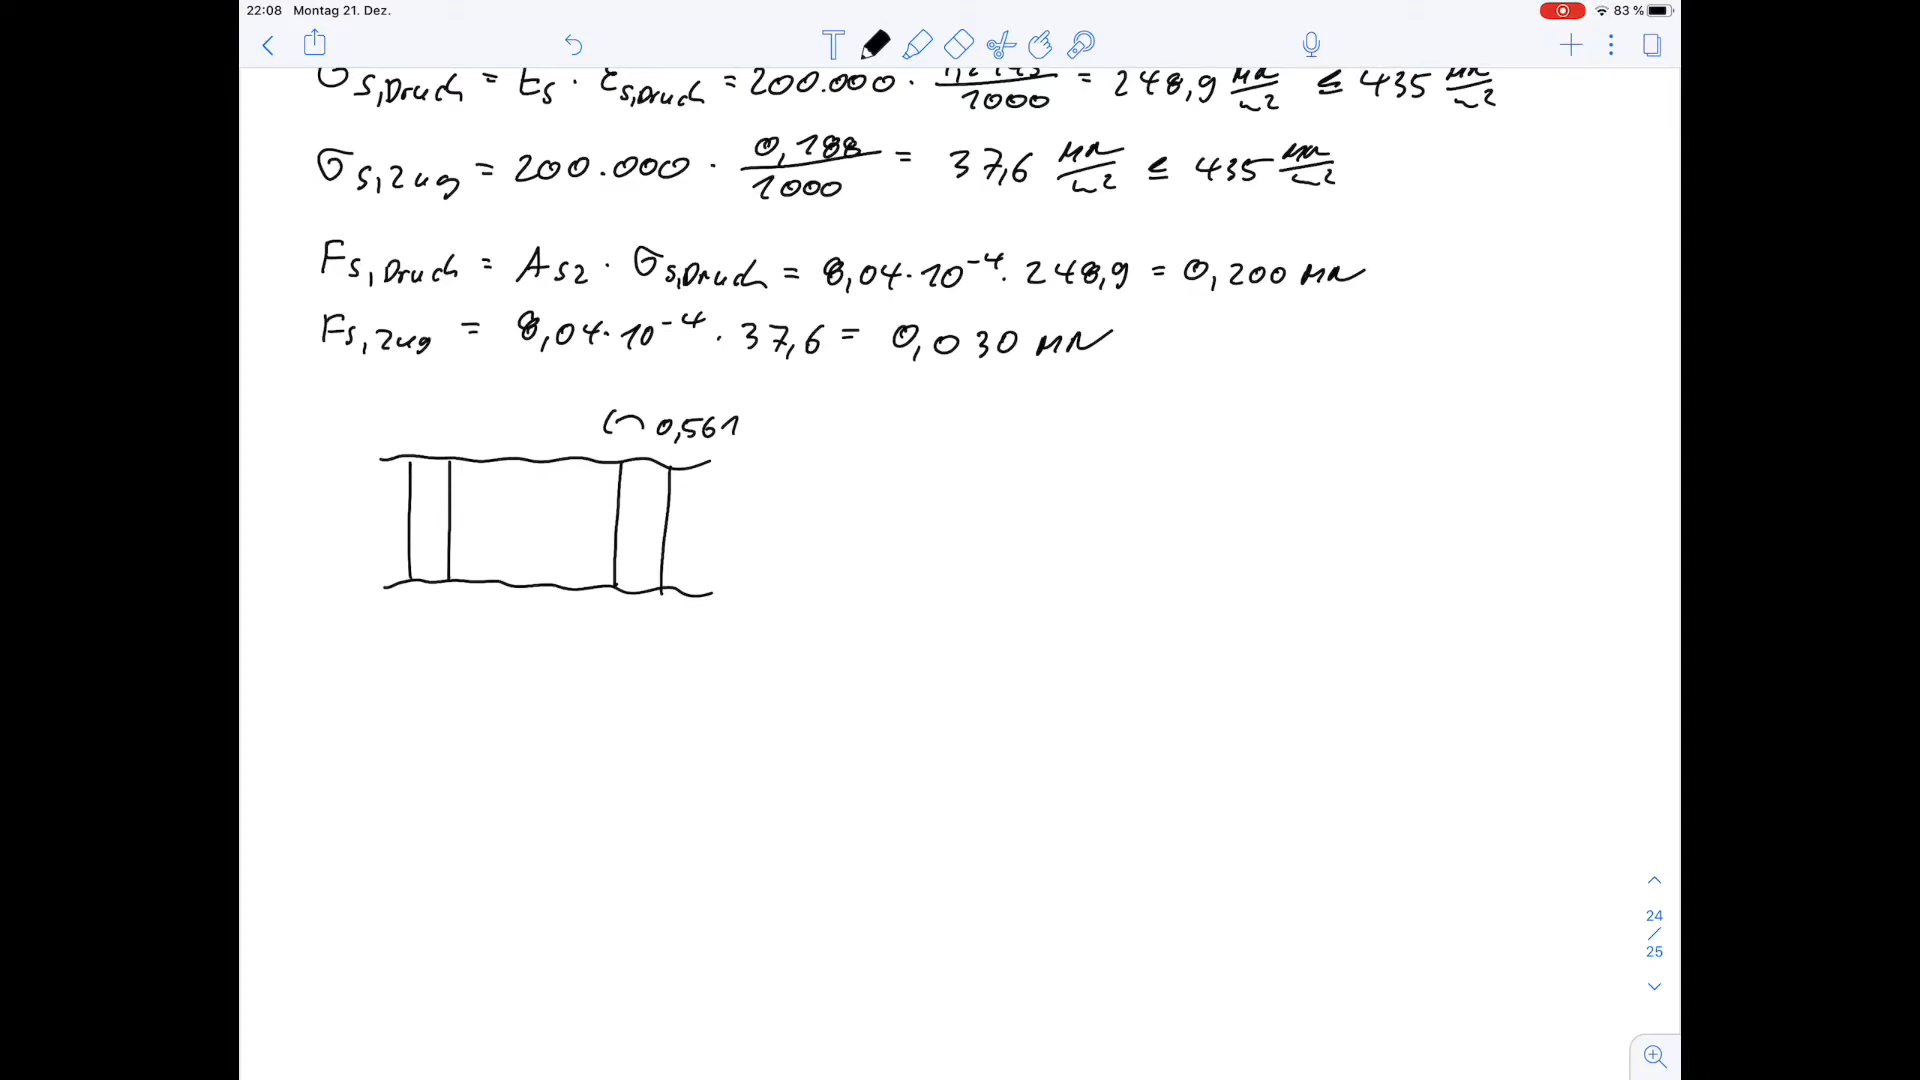 22:08 Montag 21. Dez. 83 %
σs,Druck = Es · εs,Druck = 200.000 · /1000 = 248,9 MN/m² ≤ 435 MN/m²
σs,Zug = 200.000 · 0,188/1000 = 37,6 MN/m² ≤ 435 MN/m²
Fs,Druck = As2 · σs,Druck = 8,04·10⁻⁴ · 248,9 = 0,200 MN
Fs,Zug = 8,04·10⁻⁴ · 37,6 = 0,030 MN
0,561
24
/
25